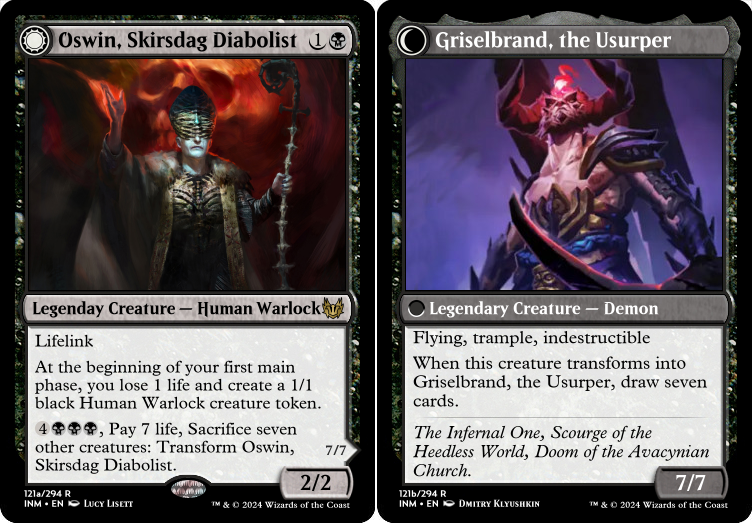 Oswin, Skirsdag Diabolist 1
Legenday Creature — Human Warlock
Lifelink
At the beginning of your first main
phase, you lose 1 life and create a 1/1
black Human Warlock creature token.
4, Pay 7 life, Sacrifice seven
other creatures: Transform Oswin,
Skirsdag Diabolist.
7/7
2/2
121a/294 R
INM • EN Lucy Lisett
™ & © 2024 Wizards of the Coast
Griselbrand, the Usurper
Legendary Creature — Demon
Flying, trample, indestructible
When this creature transforms into
Griselbrand, the Usurper, draw seven
cards.
The Infernal One, Scourge of the
Heedless World, Doom of the Avacynian
Church.
7/7
121b/294 R
INM • EN Dmitry Klyushkin
™ & © 2024 Wizards of the Coast